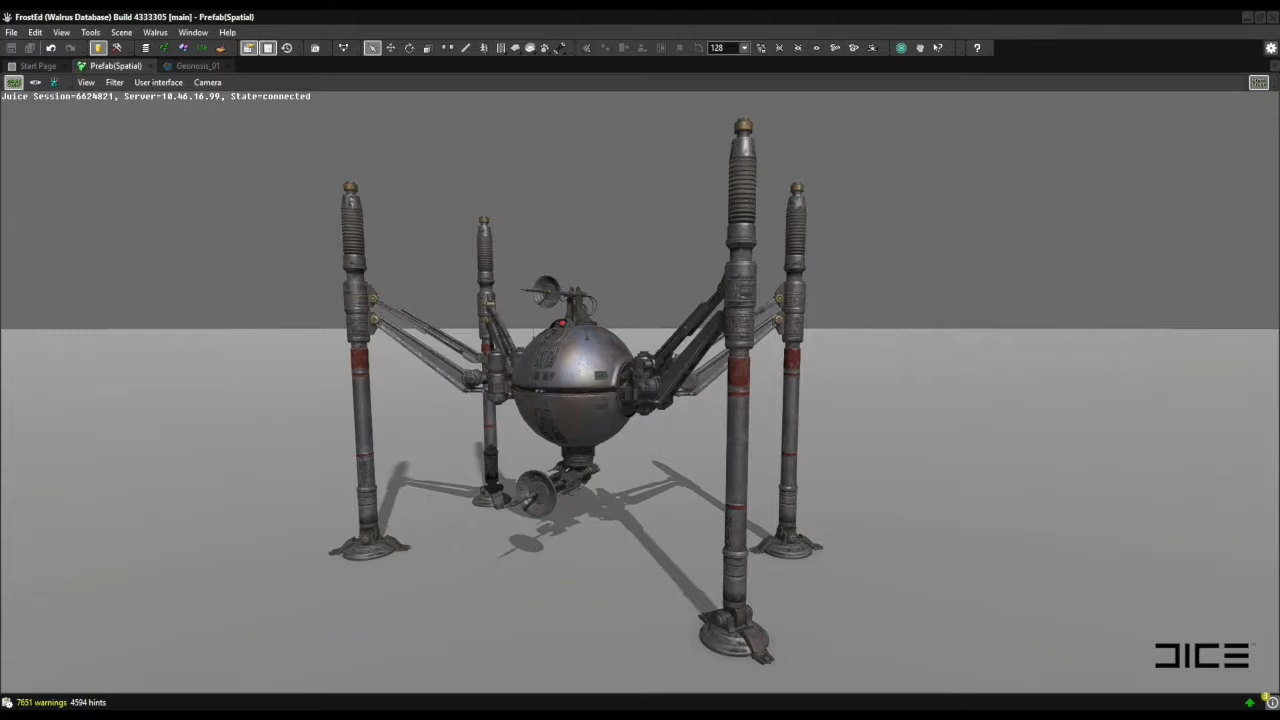 FrostEd (Walrus Database) Build 4333305 [main] - Prefab(Spatial)
File Edit View Tools Scene Walrus Window Help
128
Start Page Prefab(Spatial) Geonosis_01
View Filter User interface Camera
Juice Session=6624821, Server=10.46.16.99, State=connected
DICE
7651 warnings 4594 hints
3